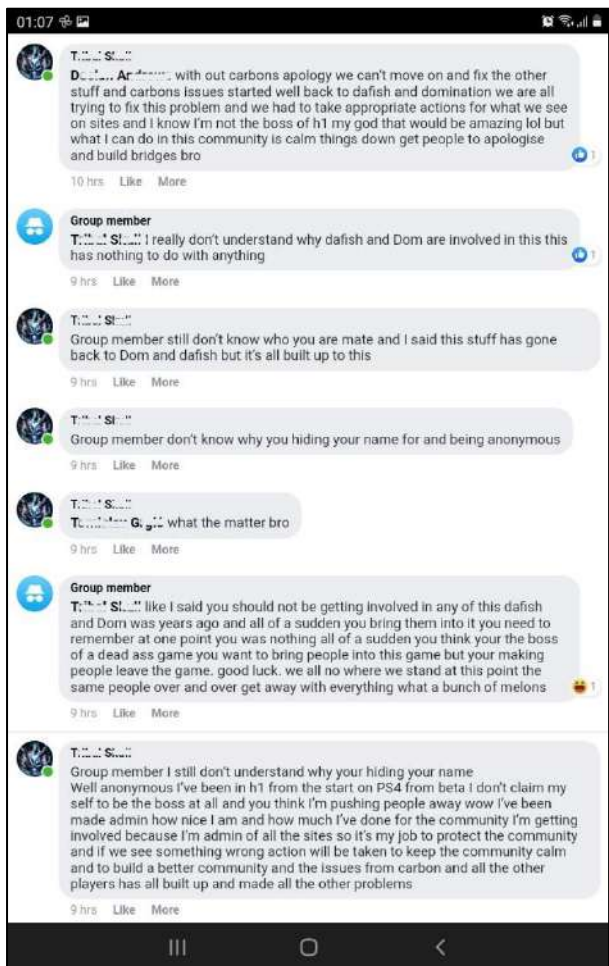 01:07
with out carbons apology we can't move on and fix the other
stuff and carbons issues started well back to dafish and domination we are all
trying to fix this problem and we had to take appropriate actions for what we see
on sites and I know I'm not the boss of h1 my god that would be amazing lol but
what I can do in this community is calm things down get people to apologise
and build bridges bro
1
10 hrs Like More
Group member
I really don't understand why dafish and Dom are involved in this this
has nothing to do with anything
1
9 hrs Like More
Group member still don't know who you are mate and I said this stuff has gone
back to Dom and dafish but it's all built up to this
9 hrs Like More
Group member don't know why you hiding your name for and being anonymous
9 hrs Like More
what the matter bro
9 hrs Like More
Group member
like I said you should not be getting involved in any of this dafish
and Dom was years ago and all of a sudden you bring them into it you need to
remember at one point you was nothing all of a sudden you think your the boss
of a dead ass game you want to bring people into this game but your making
people leave the game. good luck. we all no where we stand at this point the
same people over and over get away with everything what a bunch of melons
1
9 hrs Like More
Group member I still don't understand why your hiding your name
Well anonymous I've been in h1 from the start on PS4 from beta I don't claim my
self to be the boss at all and you think I'm pushing people away wow I've been
made admin how nice I am and how much I've done for the community I'm getting
involved because I'm admin of all the sites so it's my job to protect the community
and if we see something wrong action will be taken to keep the community calm
and to build a better community and the issues from carbon and all the other
players has all built up and made all the other problems
9 hrs Like More